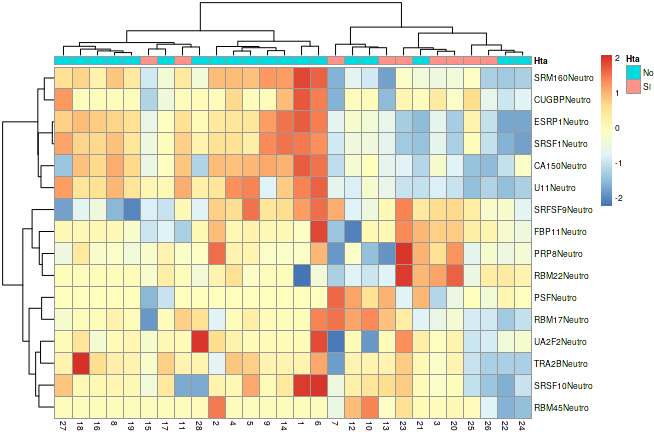 Hta
SRM160Neutro
CUGBPNeutro
ESRP1Neutro
SRSF1Neutro
CA150Neutro
U11Neutro
SRFSF9Neutro
FBP11Neutro
PRP8Neutro
RBM22Neutro
PSFNeutro
RBM17Neutro
UA2F2Neutro
TRA2BNeutro
SRSF10Neutro
RBM45Neutro
27 18 16 8 19 15 17 11 28 2 4 5 9 14 1 6 7 12 10 13 23 21 3 20 25 26 22 24
2
1
0
-1
-2
Hta
No
SI